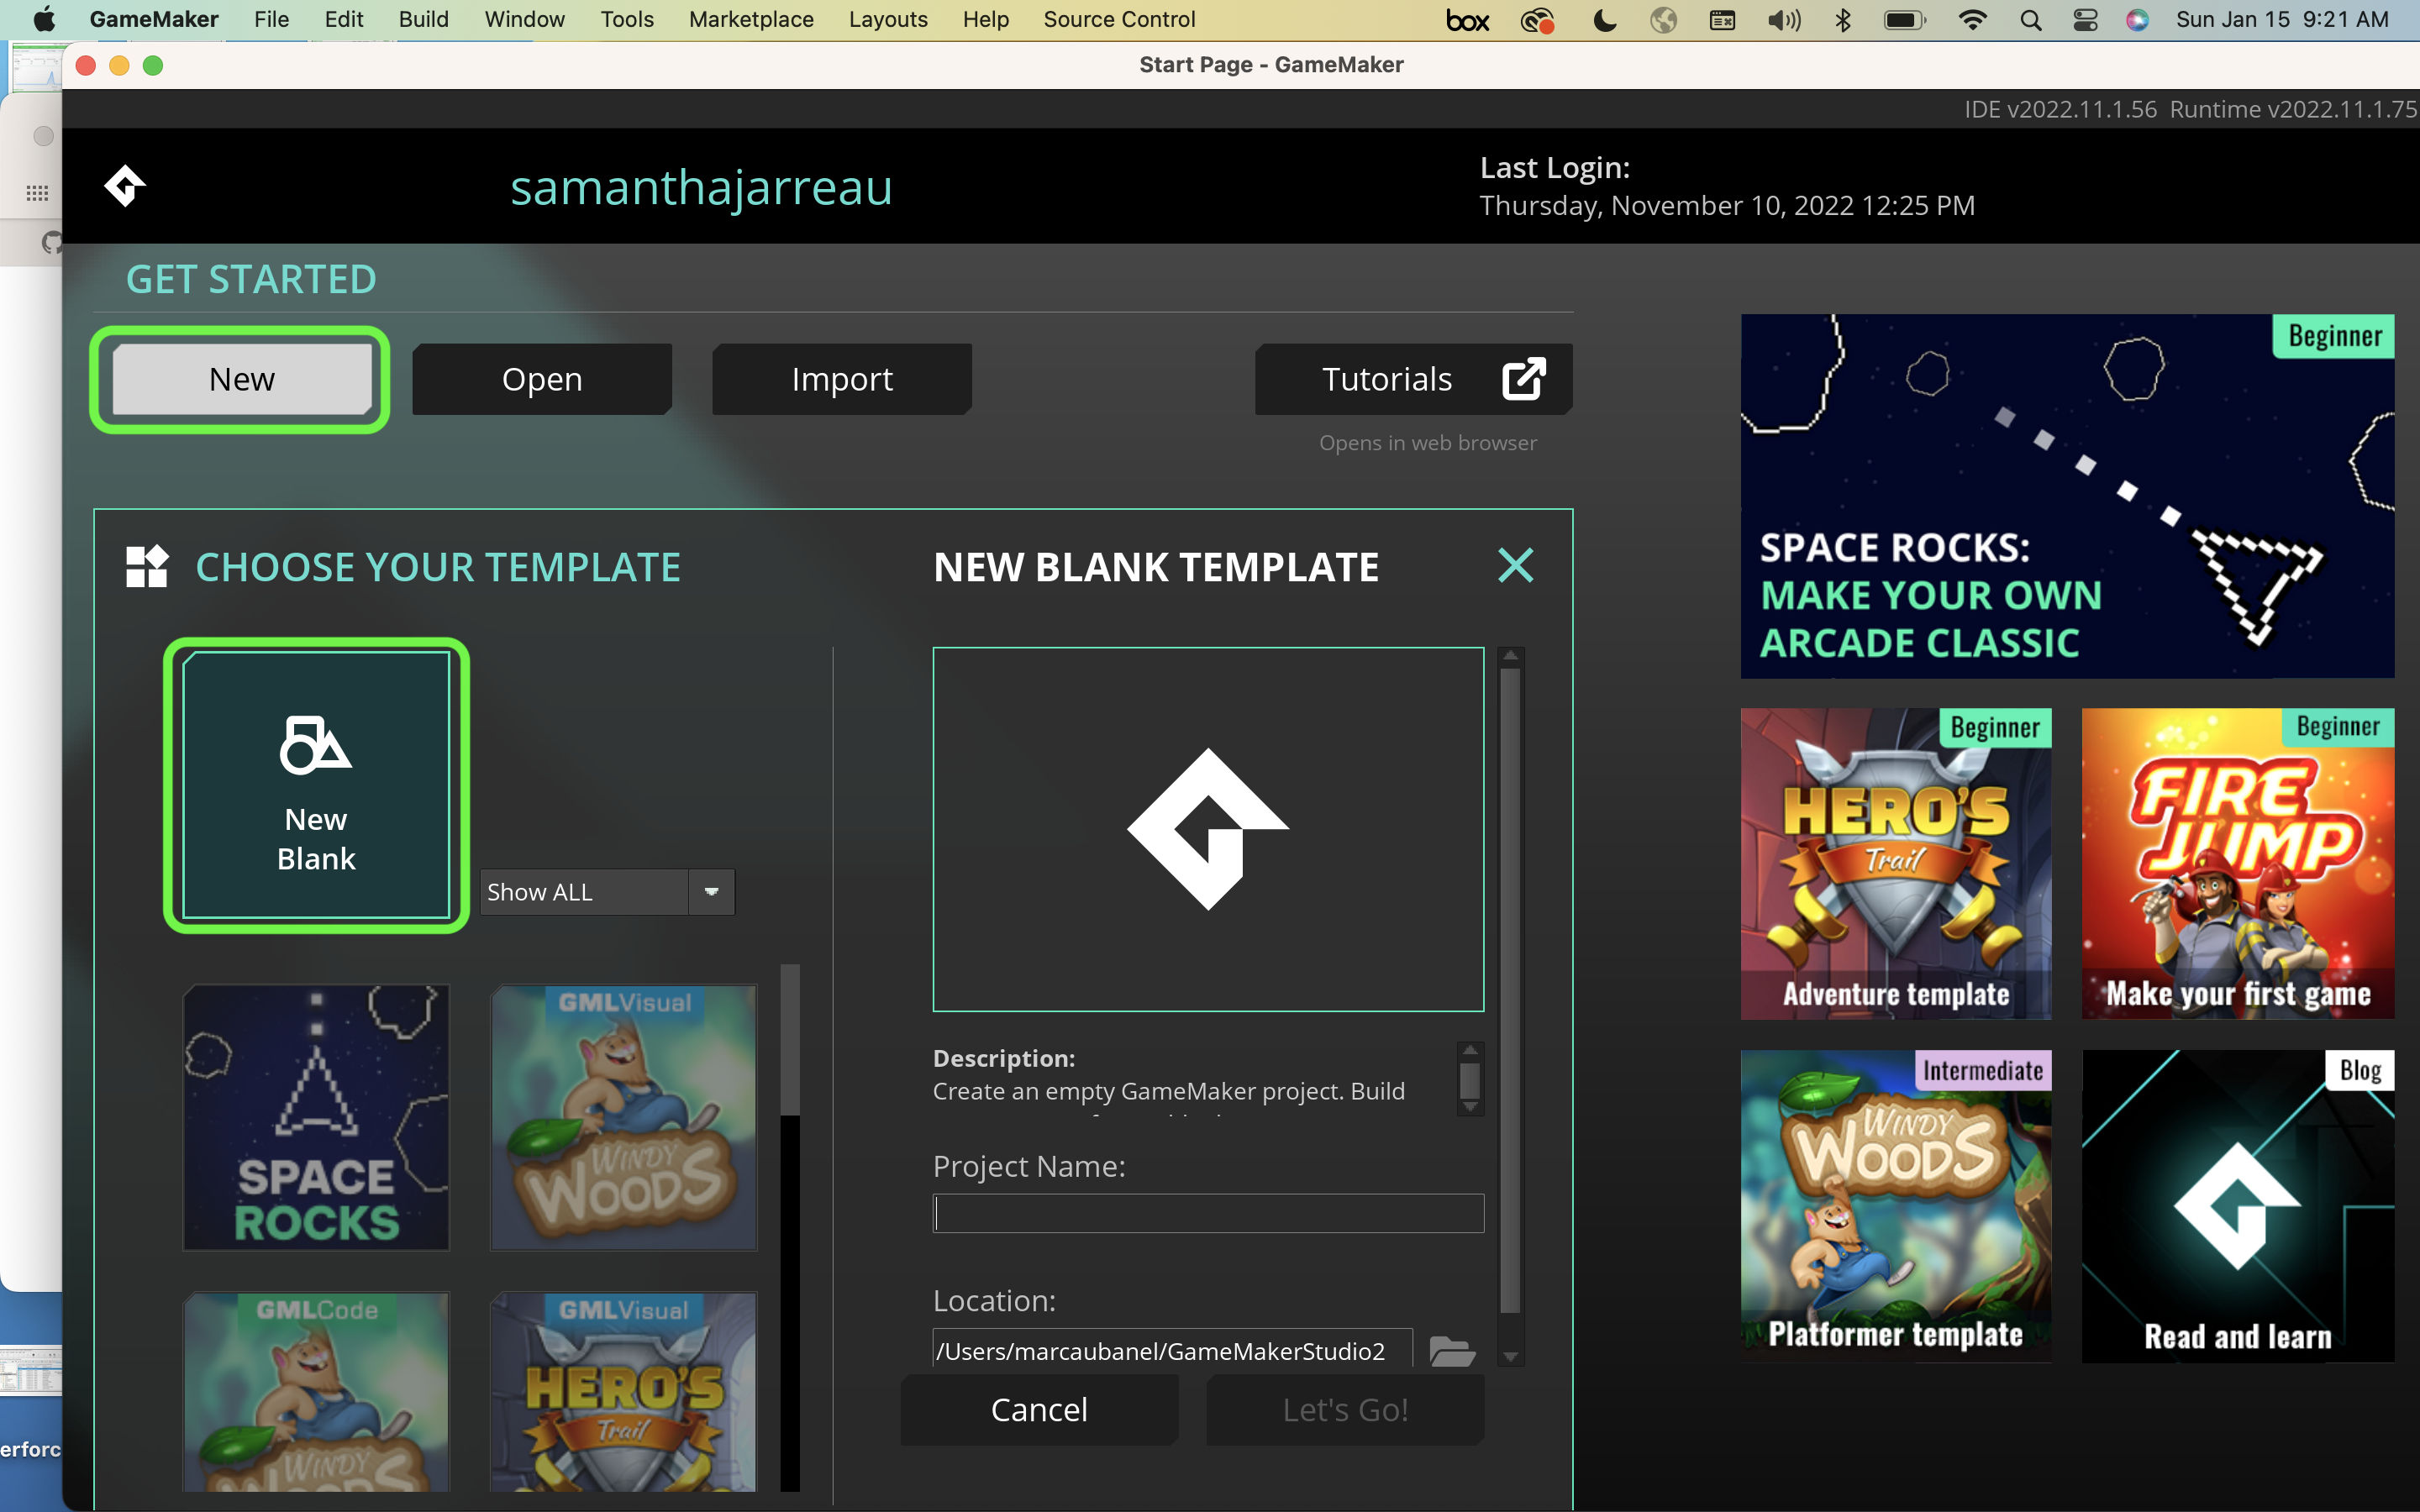 GameMaker File Edit Build Window Tools Marketplace Layouts Help Source Control box Sun Jan 15 9:21 AM
Start Page - GameMaker
IDE v2022.11.1.56 Runtime v2022.11.1.75
samanthajarreau
Last Login:
Thursday, November 10, 2022 12:25 PM
GET STARTED
New Open Import Tutorials
Opens in web browser
CHOOSE YOUR TEMPLATE
New
Blank
Show ALL
SPACE
ROCKS
GMLVisual
WINDY
WOODS
GMLCode
WINDY
WOODS
GMLVisual
HERO'S
Trail
NEW BLANK TEMPLATE
Description:
Create an empty GameMaker project. Build
Project Name:
Location:
/Users/marcaubanel/GameMakerStudio2
Cancel Let's Go!
Beginner
SPACE ROCKS:
MAKE YOUR OWN
ARCADE CLASSIC
Beginner
HERO'S
Trail
Adventure template
Beginner
FIRE
JUMP
Make your first game
Intermediate
WINDY
WOODS
Platformer template
Blog
Read and learn
erforc